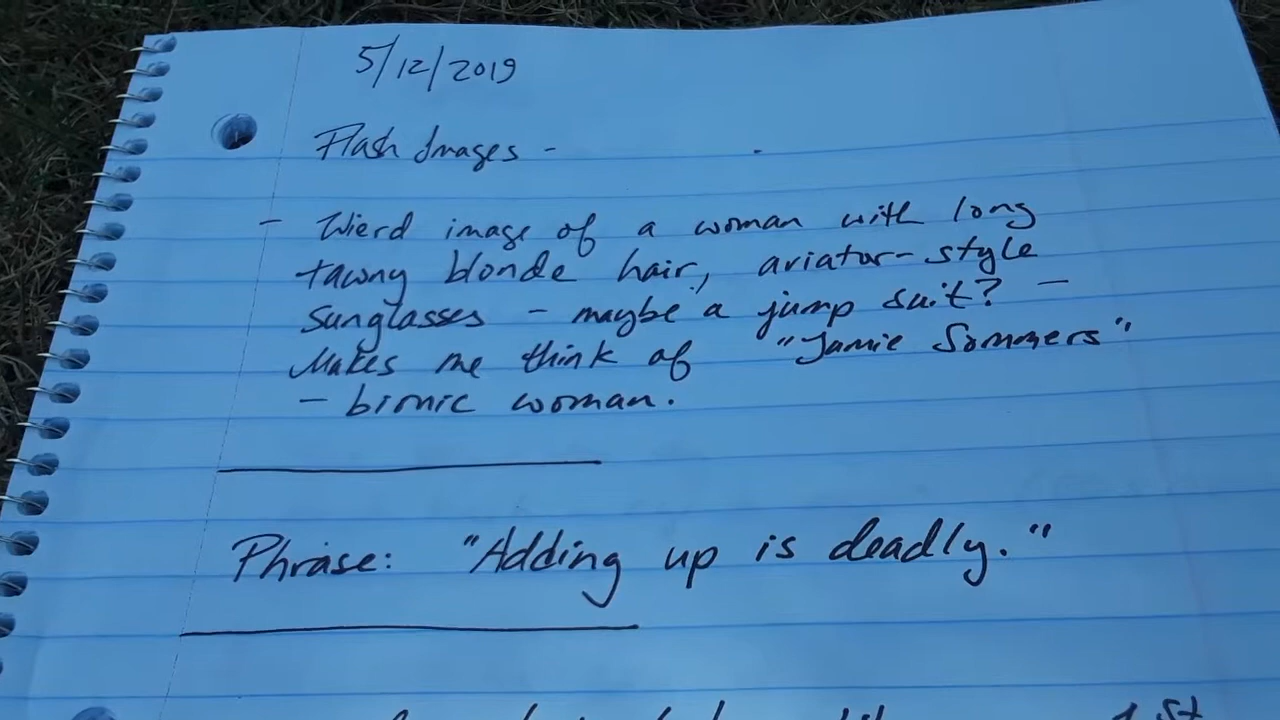 5/12/2019
Flash Images -
- Wierd image of a woman with long
tawny blonde hair, aviator-style
sunglasses - maybe a jump suit? -
Makes me think of "Jamie Sommers"
- bionic woman.
Phrase: "Adding up is deadly."